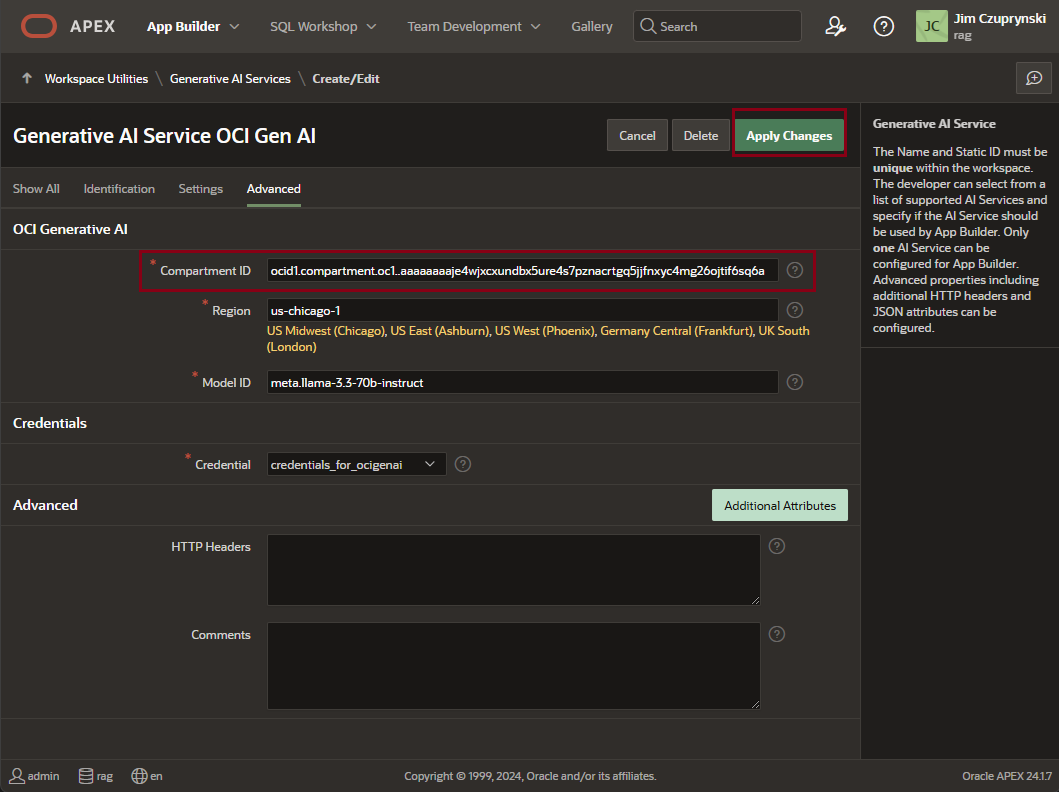 APEX
App Builder
SQL Workshop
Team Development
Gallery
Search
JC
Jim Czuprynski
rag
Workspace Utilities \ Generative AI Services \ Create/Edit
Generative AI Service OCI Gen AI
Cancel
Delete
Apply Changes
Show All
Identification
Settings
Advanced
OCI Generative AI
* Compartment ID
ocid1.compartment.oc1..aaaaaaaaje4wjxcxundbx5ure4s7pznacrtgq5jjfnxyc4mg26ojtif6sq6a
* Region
us-chicago-1
US Midwest (Chicago), US East (Ashburn), US West (Phoenix), Germany Central (Frankfurt), UK South
(London)
* Model ID
meta.llama-3.3-70b-instruct
Credentials
* Credential
credentials_for_ocigenai
Advanced
Additional Attributes
HTTP Headers
Comments
Generative AI Service
The Name and Static ID must be
unique within the workspace.
The developer can select from a
list of supported AI Services and
specify if the AI Service should
be used by App Builder. Only
one AI Service can be
configured for App Builder.
Advanced properties including
additional HTTP headers and
JSON attributes can be
configured.
admin
rag
en
Copyright © 1999, 2024, Oracle and/or its affiliates.
Oracle APEX 24.1.7